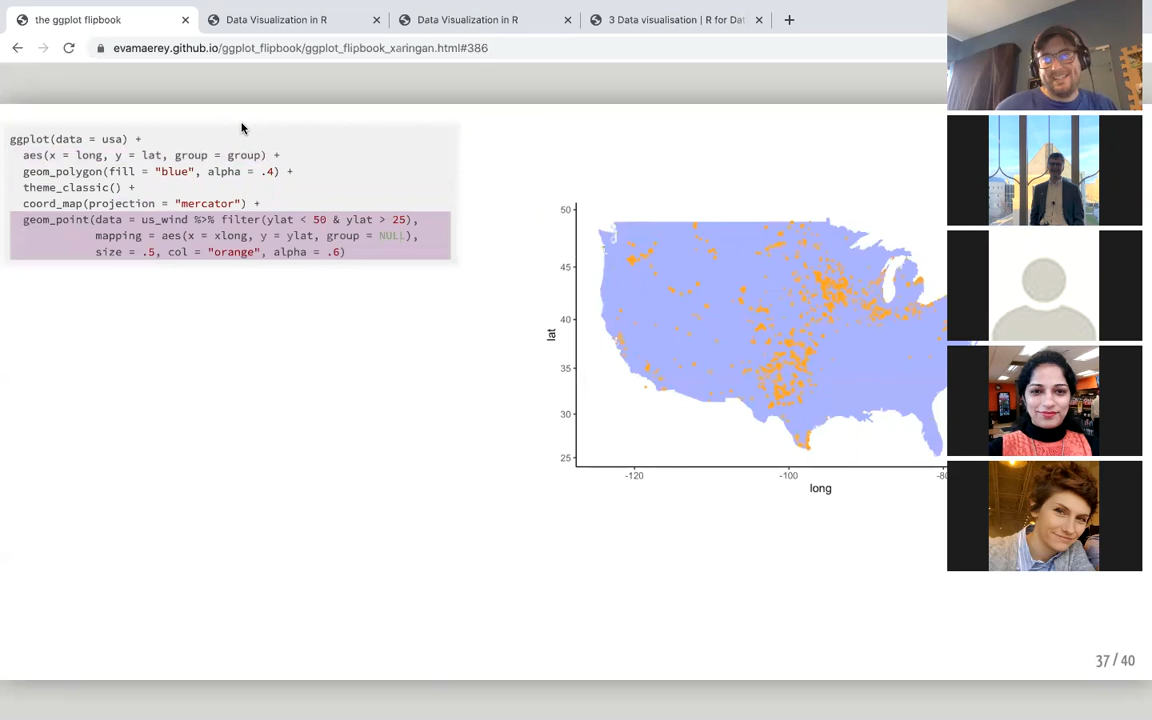 the ggplot flipbook
Data Visualization in R
Data Visualization in R
3 Data visualisation | R for Dat
evamaerey.github.io/ggplot_flipbook/ggplot_flipbook_xaringan.html#386
ggplot(data = usa) +
aes(x = long, y = lat, group = group) +
geom_polygon(fill = "blue", alpha = .4) +
theme_classic() +
coord_map(projection = "mercator") +
geom_point(data = us_wind %>% filter(ylat < 50 & ylat > 25),
mapping = aes(x = xlong, y = ylat, group = NULL),
size = .5, col = "orange", alpha = .6)
50
45
40
35
30
25
lat
-120
-100
-80
long
37 / 40